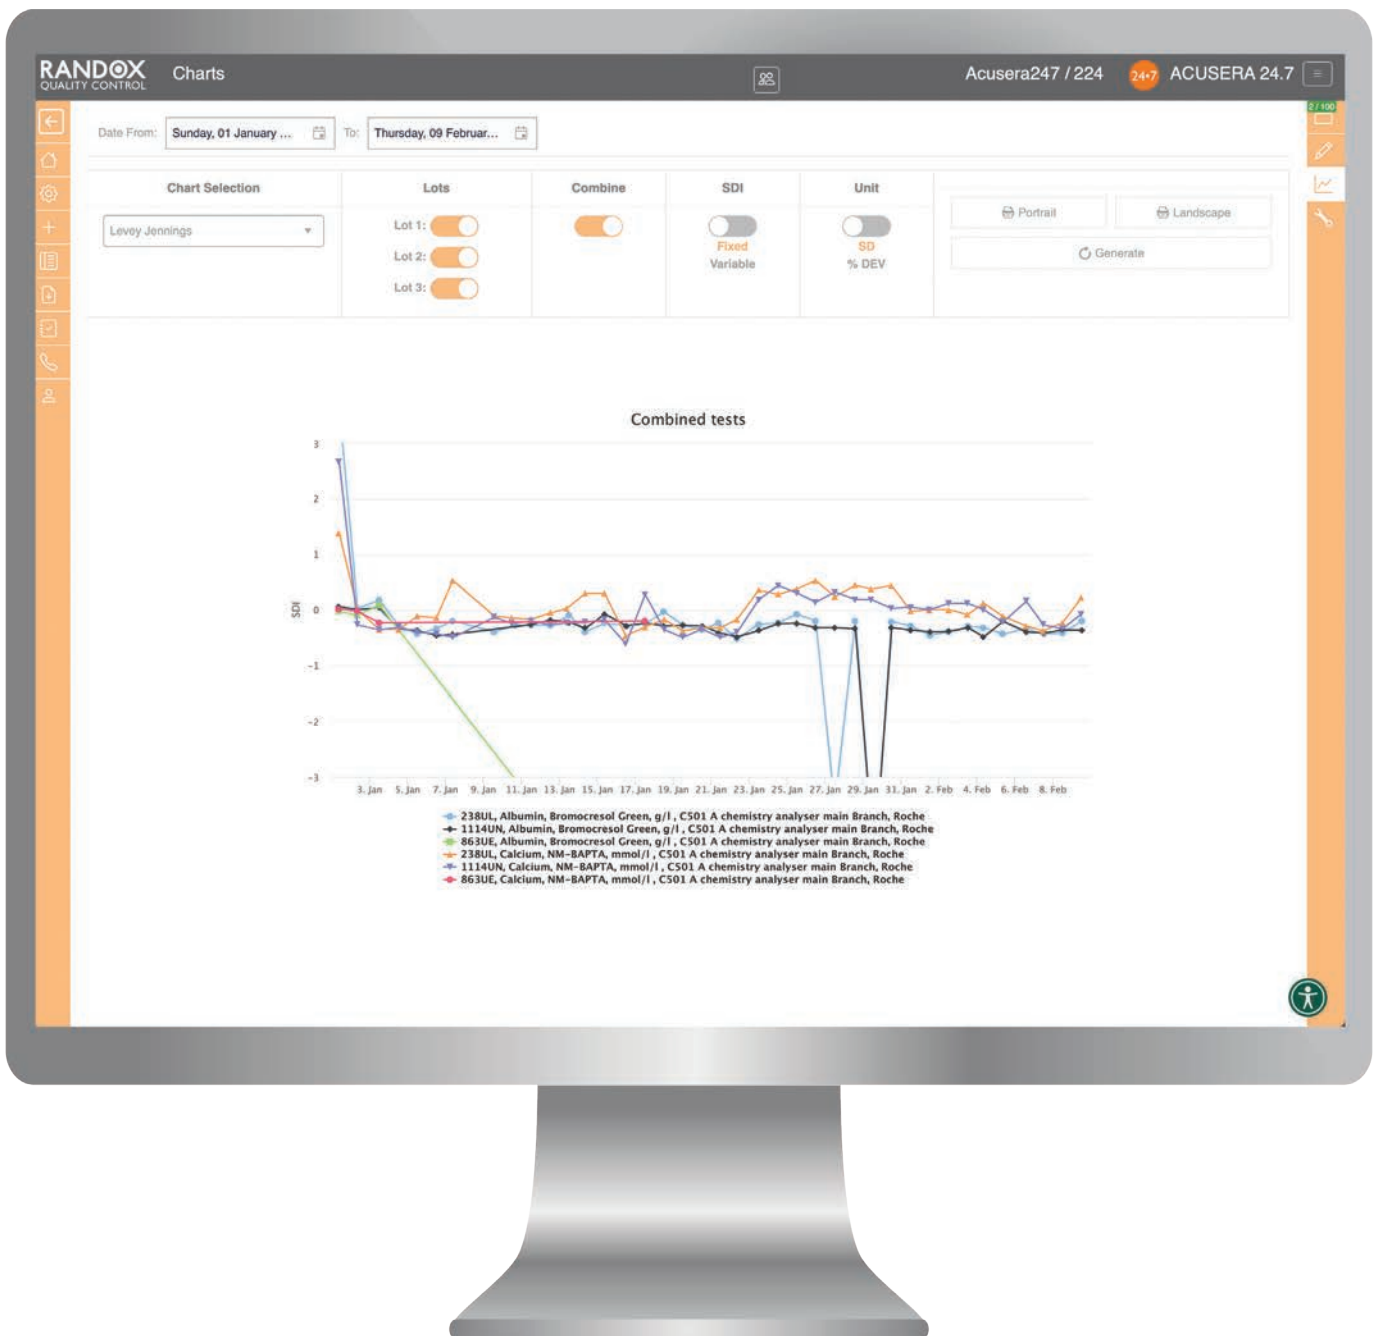 RANDOX
QUALITY CONTROL
Charts
Acusera247 / 224
24•7
ACUSERA 24.7
2 / 100
Date From:
Sunday, 01 January ...
To:
Thursday, 09 Februar...
Chart Selection
Lots
Combine
SDI
Unit
Levey Jennings
Lot 1:
Lot 2:
Lot 3:
Fixed
Variable
SD
% DEV
Portrait
Landscape
Generate
Combined tests
3
2
1
0
-1
-2
-3
SDI
3. Jan 5. Jan 7. Jan 9. Jan 11. Jan 13. Jan 15. Jan 17. Jan 19. Jan 21. Jan 23. Jan 25. Jan 27. Jan 29. Jan 31. Jan 2. Feb 4. Feb 6. Feb 8. Feb
238UL, Albumin, Bromocresol Green, g/l , C501 A chemistry analyser main Branch, Roche
1114UN, Albumin, Bromocresol Green, g/l , C501 A chemistry analyser main Branch, Roche
863UE, Albumin, Bromocresol Green, g/l , C501 A chemistry analyser main Branch, Roche
238UL, Calcium, NM-BAPTA, mmol/l , C501 A chemistry analyser main Branch, Roche
1114UN, Calcium, NM-BAPTA, mmol/l , C501 A chemistry analyser main Branch, Roche
863UE, Calcium, NM-BAPTA, mmol/l , C501 A chemistry analyser main Branch, Roche